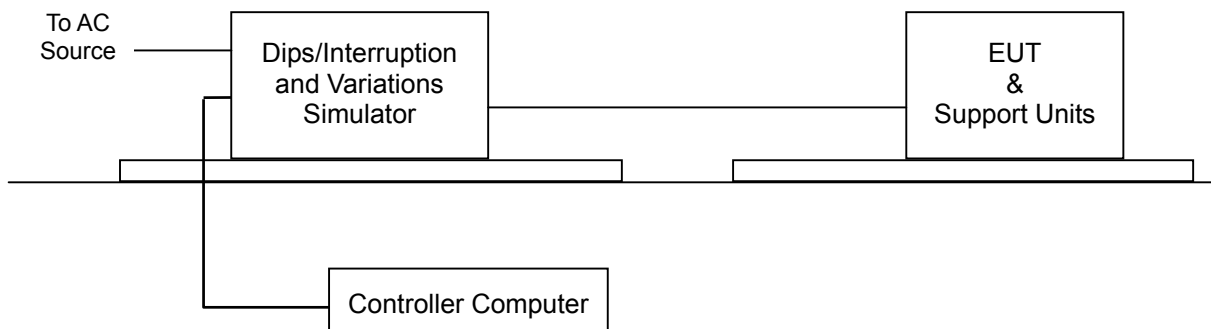 To AC
Source
Dips/Interruption
and Variations
Simulator
EUT
&
Support Units
Controller Computer